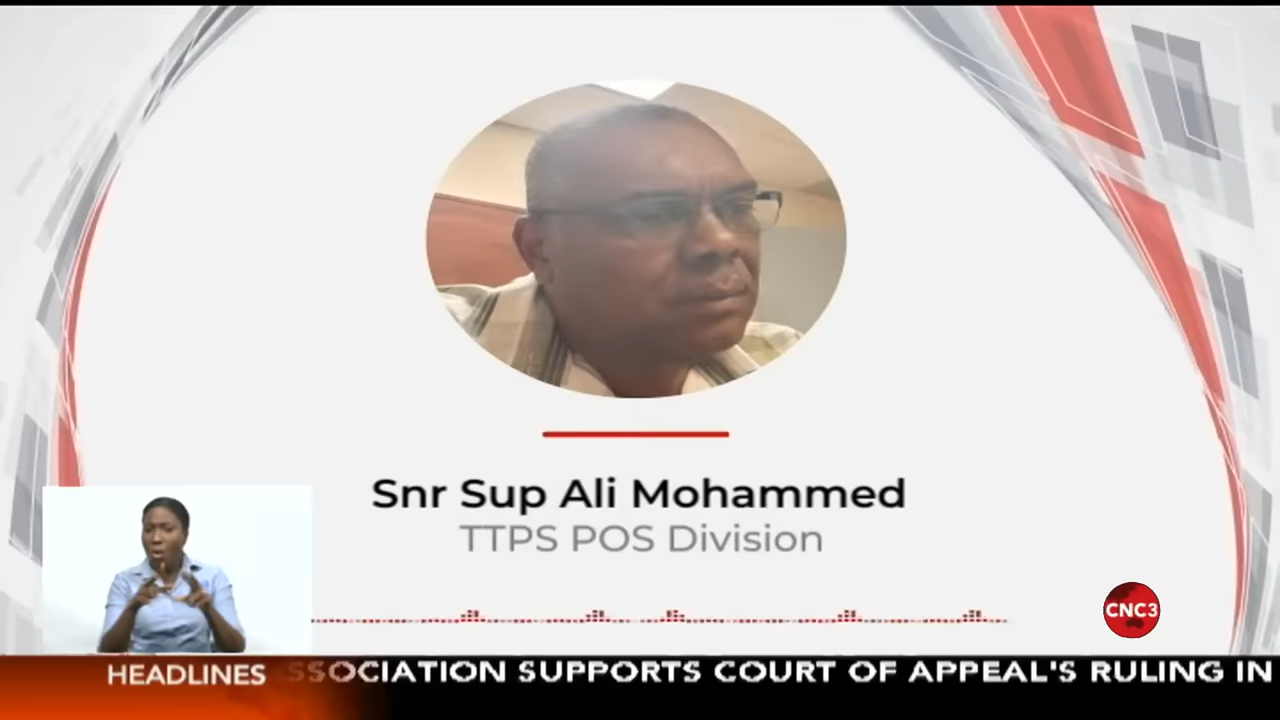 Snr Sup Ali Mohammed
TTPS POS Division
CNC3
HEADLINES SSOCIATION SUPPORTS COURT OF APPEAL'S RULING IN